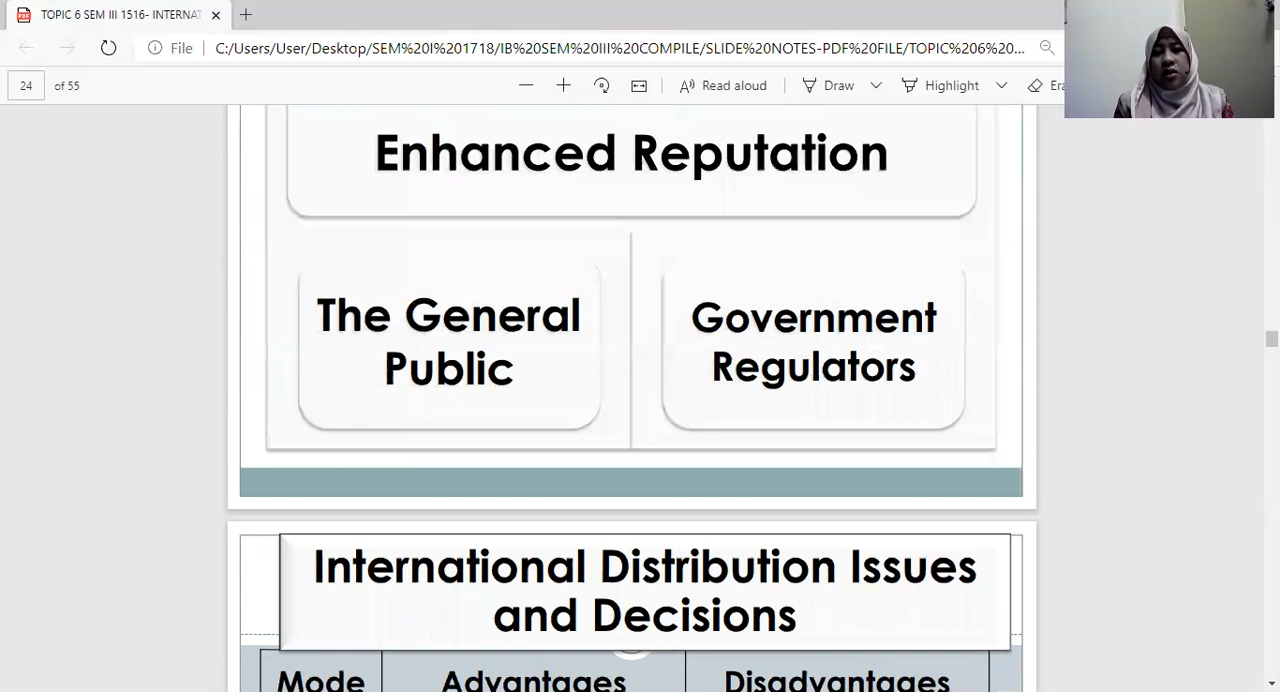 TOPIC 6 SEM III 1516- INTERNAT
File
C:/Users/User/Desktop/SEM%20I%201718/IB%20SEM%20III%20COMPILE/SLIDE%20NOTES-PDF%20FILE/TOPIC%206%20...
24 of 55
Read aloud
Draw
Highlight
Era
Enhanced Reputation
The General
Public
Government
Regulators
International Distribution Issues
and Decisions
Mode Advantages Disadvantages